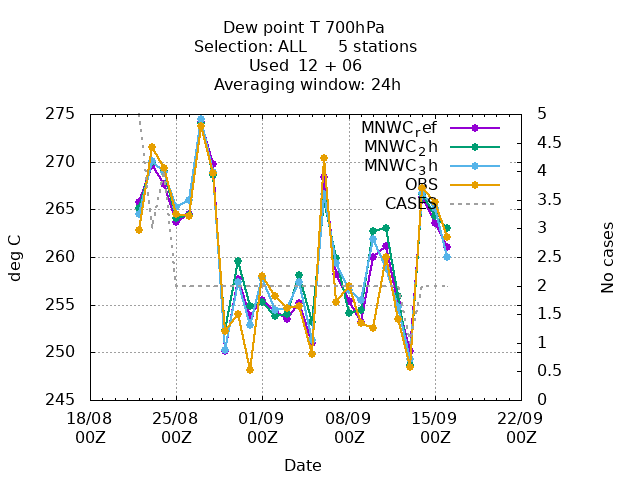 Dew point T 700hPa
Selection: ALL 5 stations
Used 12 + 06
Averaging window: 24h
275
270
265
260
255
250
245
deg C
5
4.5
4
3.5
3
2.5
2
1.5
1
0.5
0
No cases
MNWC_ref
MNWC_2h
MNWC_3h
OBS
CASES
18/08 25/08 01/09 08/09 15/09 22/09
00Z 00Z 00Z 00Z 00Z 00Z
Date